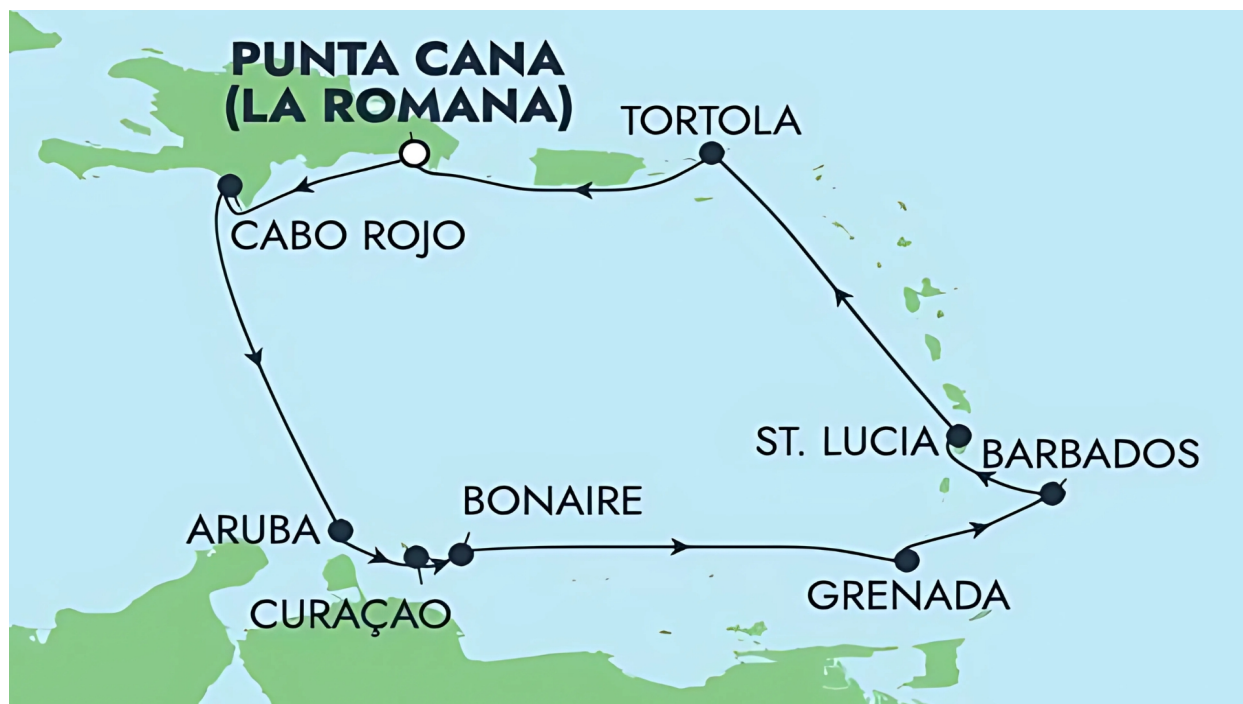 PUNTA CANA
(LA ROMANA)
TORTOLA
CABO ROJO
ST. LUCIA
BARBADOS
BONAIRE
ARUBA
GRENADA
CURAÇAO